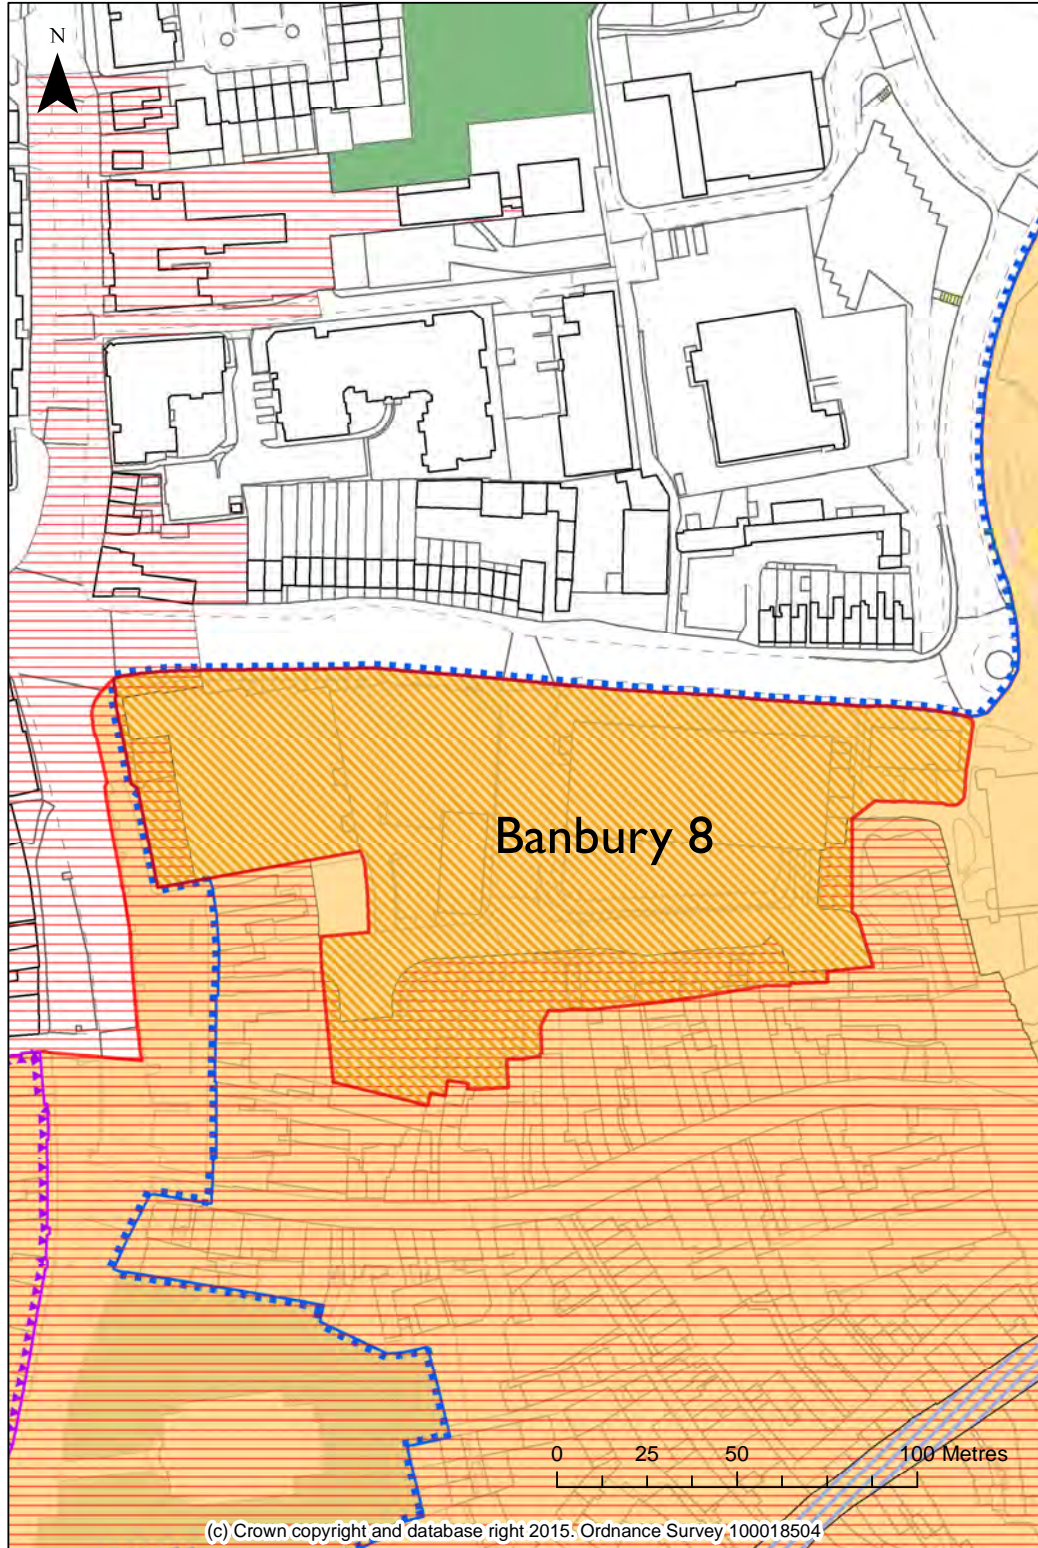 N
Banbury 8
0 25 50 100 Metres
(c) Crown copyright and database right 2015. Ordnance Survey 100018504